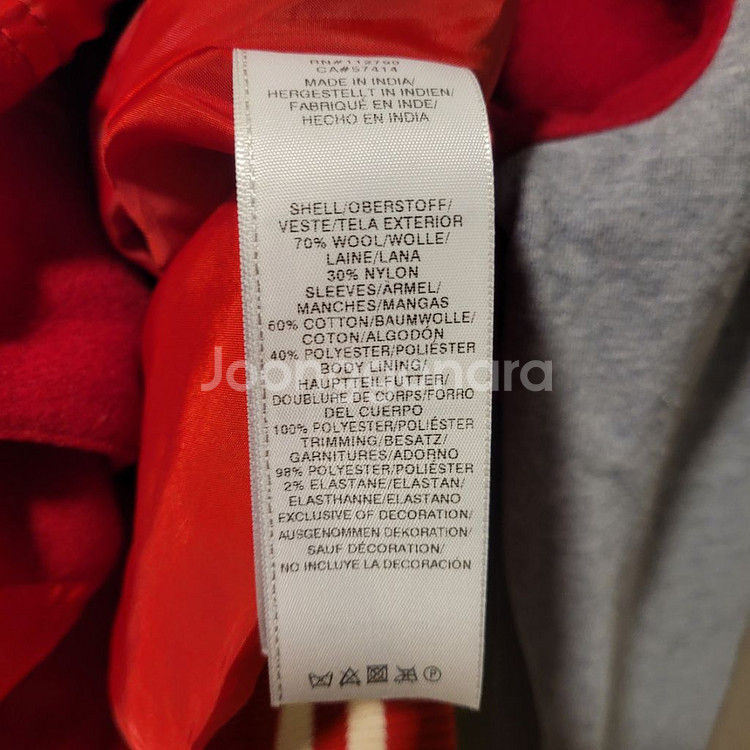 RN#112790
CA#57414
MADE IN INDIA/
HERGESTELLT IN INDIEN/
FABRIQUÉ EN INDE/
HECHO EN INDIA
SHELL/OBERSTOFF/
VESTE/TELA EXTERIOR
70% WOOL/WOLLE/
LAINE/LANA
30% NYLON
SLEEVES/ÄRMEL/
MANCHES/MANGAS
60% COTTON/BAUMWOLLE/
COTON/ALGODÓN
40% POLYESTER/POLIÉSTER
BODY LINING/
HAUPTTEILFUTTER/
DOUBLURE DE CORPS/FORRO
DEL CUERPO
100% POLYESTER/POLIÉSTER
TRIMMING/BESATZ/
GARNITURES/ADORNO
98% POLYESTER/POLIÉSTER
2% ELASTANE/ELASTAN/
ELASTHANNE/ELASTANO
EXCLUSIVE OF DECORATION/
AUSGENOMMEN DEKORATION/
SAUF DÉCORATION/
NO INCLUYE LA DECORACIÓN
P
Joonggonara